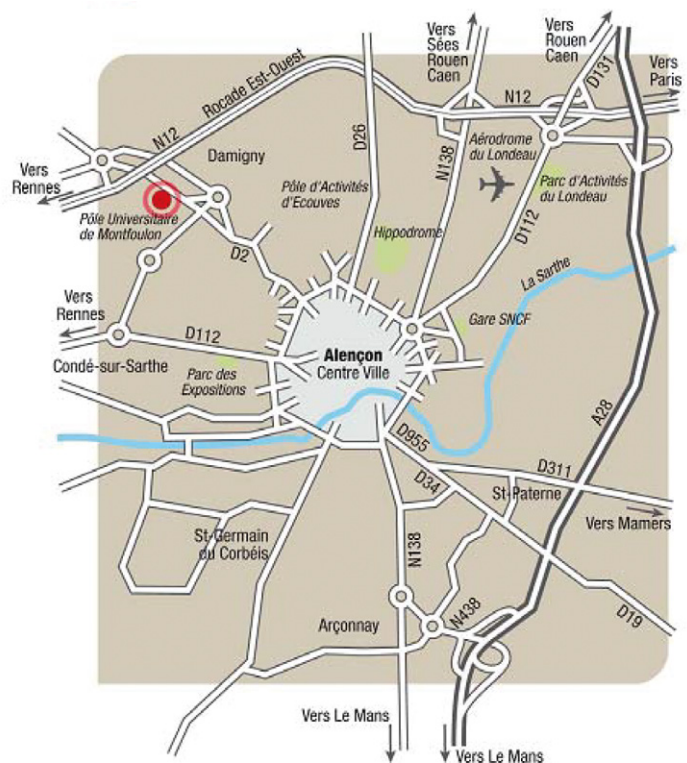 Vers
Sées
Rouen
Caen
Vers
Rouen
Caen
D131
Vers
Paris
Rocade Est-Ouest
N12
N12
Damigny
D26
N138
Aérodrome
du Londeau
Vers
Rennes
Pôle Universitaire
de Montfoulon
Pôle d'Activités
d'Ecouves
Parc d'Activités
du Londeau
D112
D2
Hippodrome
La Sarthe
Vers
Rennes
D112
Gare SNCF
Condé-sur-Sarthe
Parc des
Expositions
Alençon
Centre Ville
A28
D955
D34
D311
St-Paterne
Vers Mamers
St-Germain
du Corbéis
N138
Arçonnay
N438
D19
Vers Le Mans
Vers Le Mans